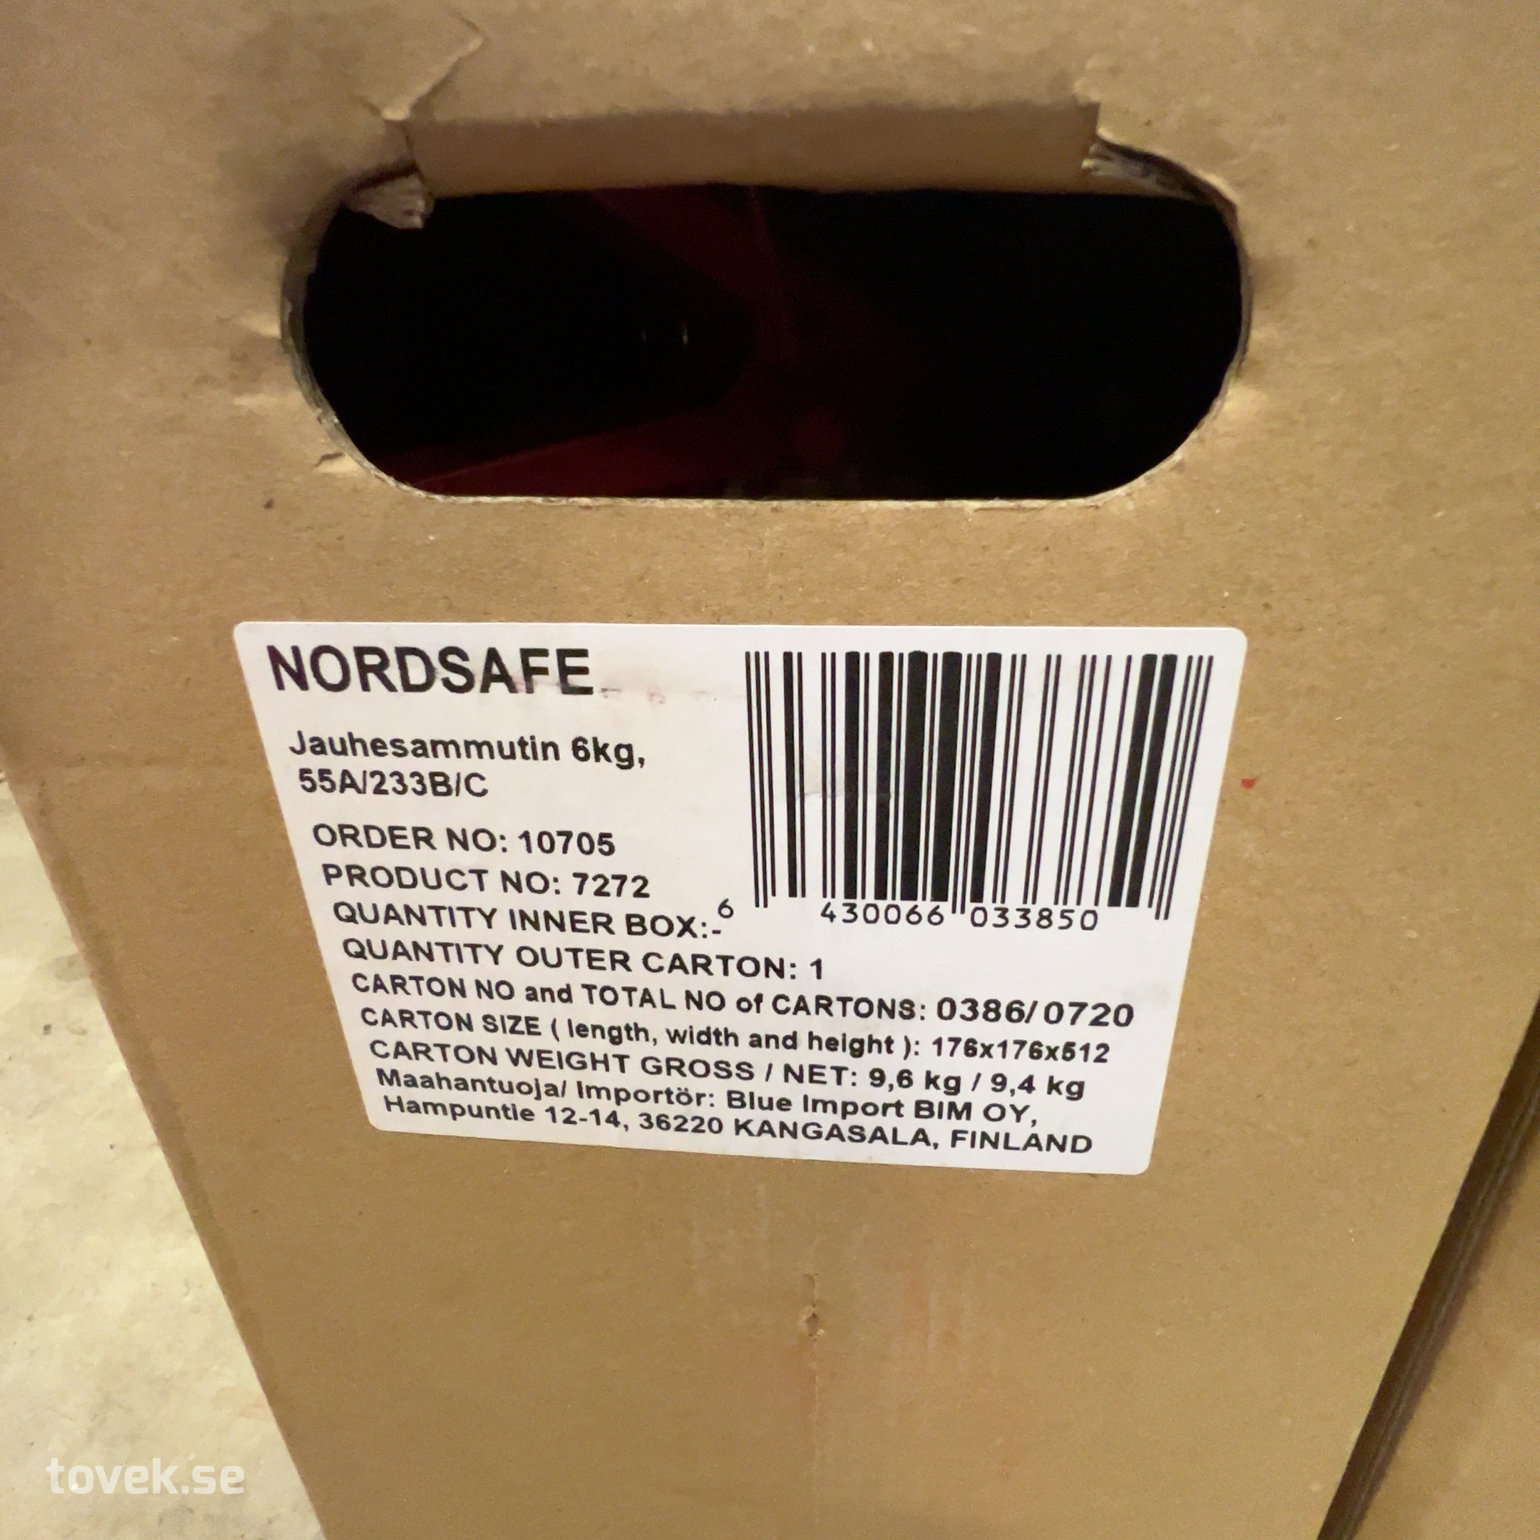 NORDSAFE
Jauhesammutin 6kg,
55A/233B/C
ORDER NO: 10705
PRODUCT NO: 7272
QUANTITY INNER BOX:-
6 430066 033850
QUANTITY OUTER CARTON: 1
CARTON NO and TOTAL NO of CARTONS: 0386/0720
CARTON SIZE ( length, width and height ): 176x176x512
CARTON WEIGHT GROSS / NET: 9,6 kg / 9,4 kg
Maahantuoja/ Importör: Blue Import BIM OY,
Hampuntie 12-14, 36220 KANGASALA, FINLAND
tovek.se